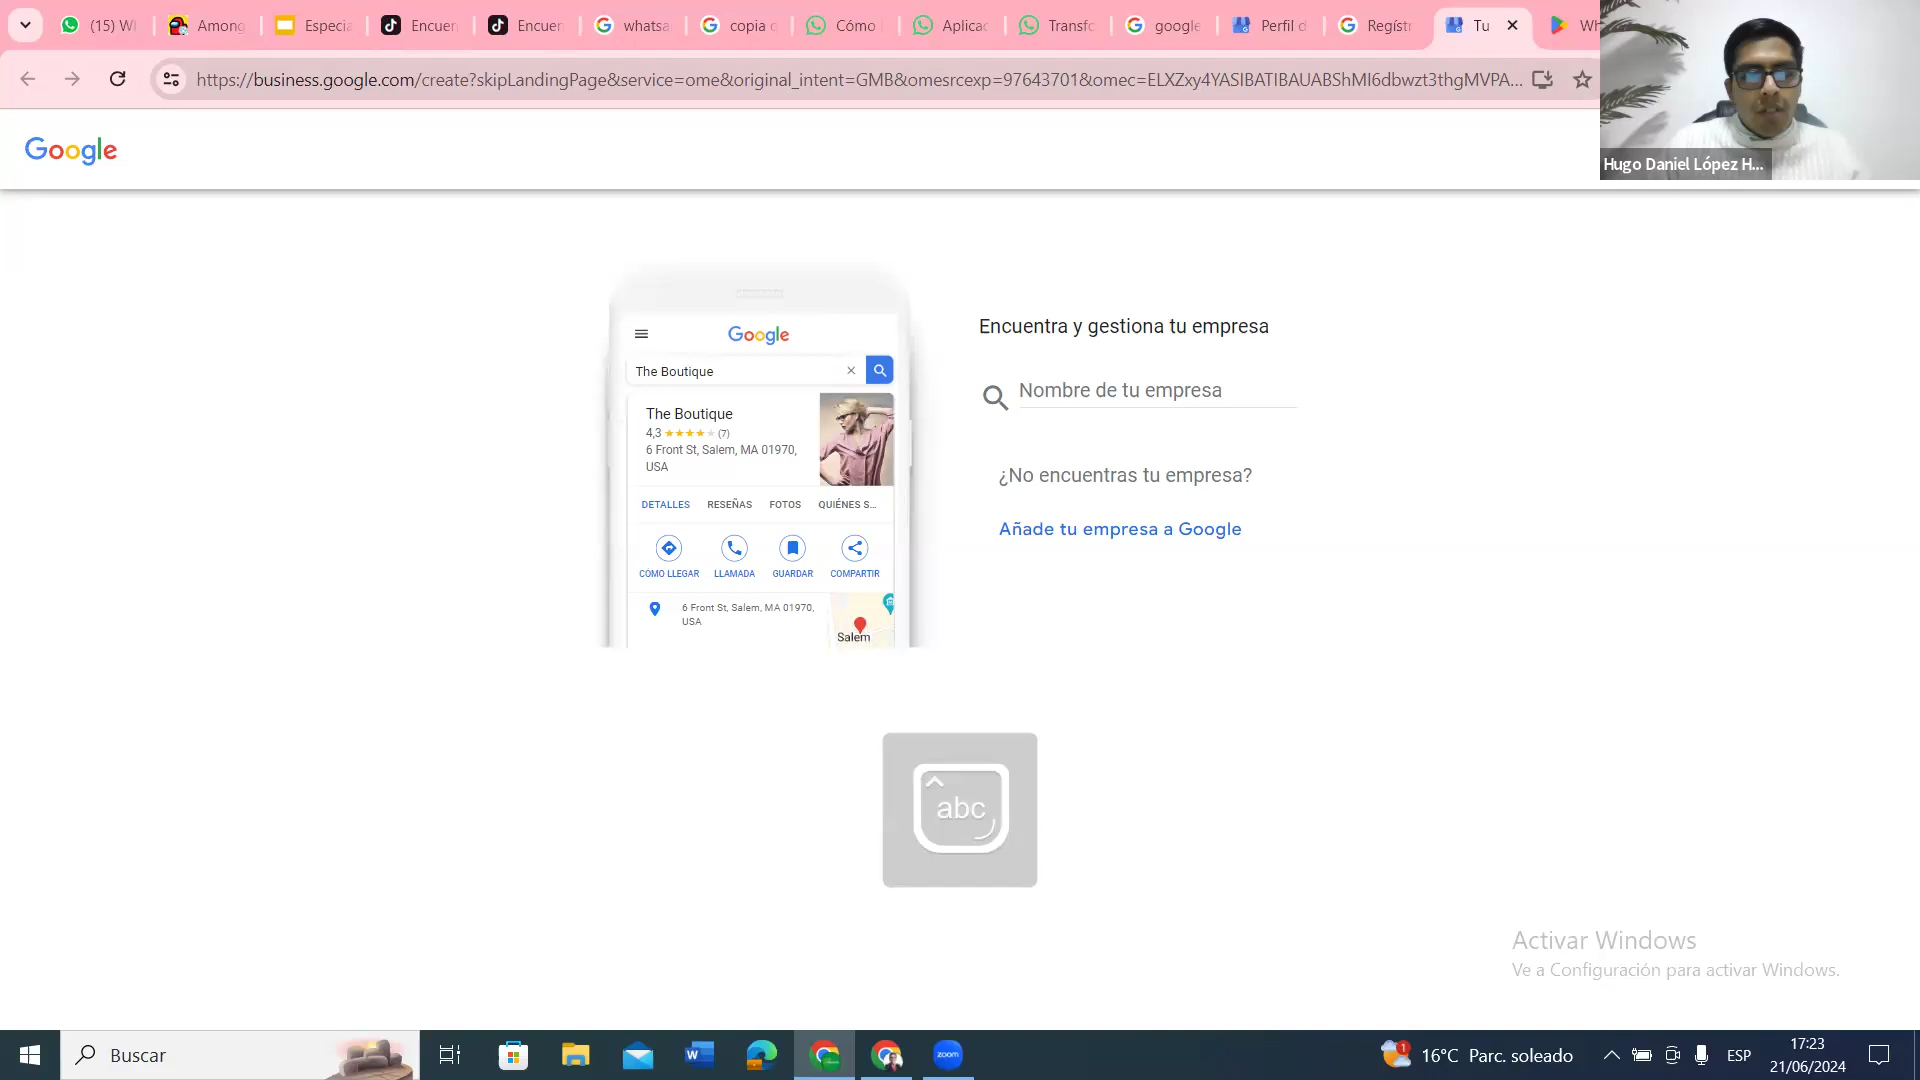 (15) W
Among
Especia
Encuen
Encuen
whatsa
copia d
Cómo
Aplicac
Transfo
google
Perfil d
Regístr
Tu
Wh
https://business.google.com/create?skipLandingPage&service=ome&original_intent=GMB&omesrcexp=97643701&omec=ELXZxy4YASIBATIBAUABShMI6dbwzt3thgMVPA...
Hugo Daniel López H...
Google
Google
The Boutique
The Boutique
4,3 (7)
6 Front St, Salem, MA 01970,
USA
DETALLES RESEÑAS FOTOS QUIÉNES S...
CÓMO LLEGAR LLAMADA GUARDAR COMPARTIR
6 Front St, Salem, MA 01970,
USA
Salem
Encuentra y gestiona tu empresa
Nombre de tu empresa
¿No encuentras tu empresa?
Añade tu empresa a Google
abc
Activar Windows
Ve a Configuración para activar Windows.
Buscar
W
zoom
1
16°C Parc. soleado
ESP
17:23
21/06/2024